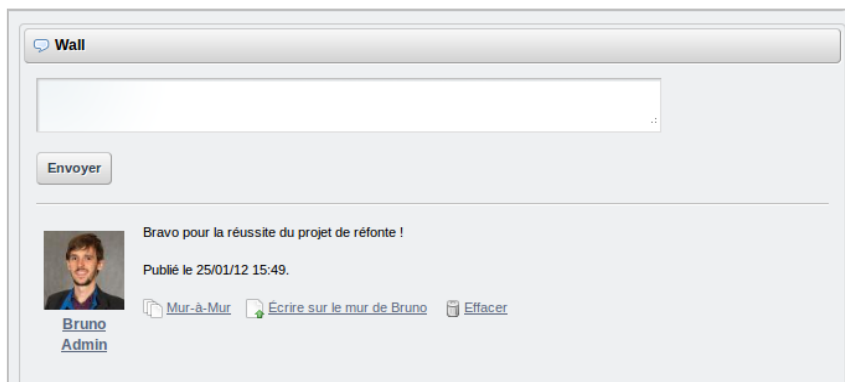 Wall
Envoyer
Bravo pour la réussite du projet de réfonte !
Publié le 25/01/12 15:49.
Mur-à-Mur Écrire sur le mur de Bruno Effacer
Bruno
Admin